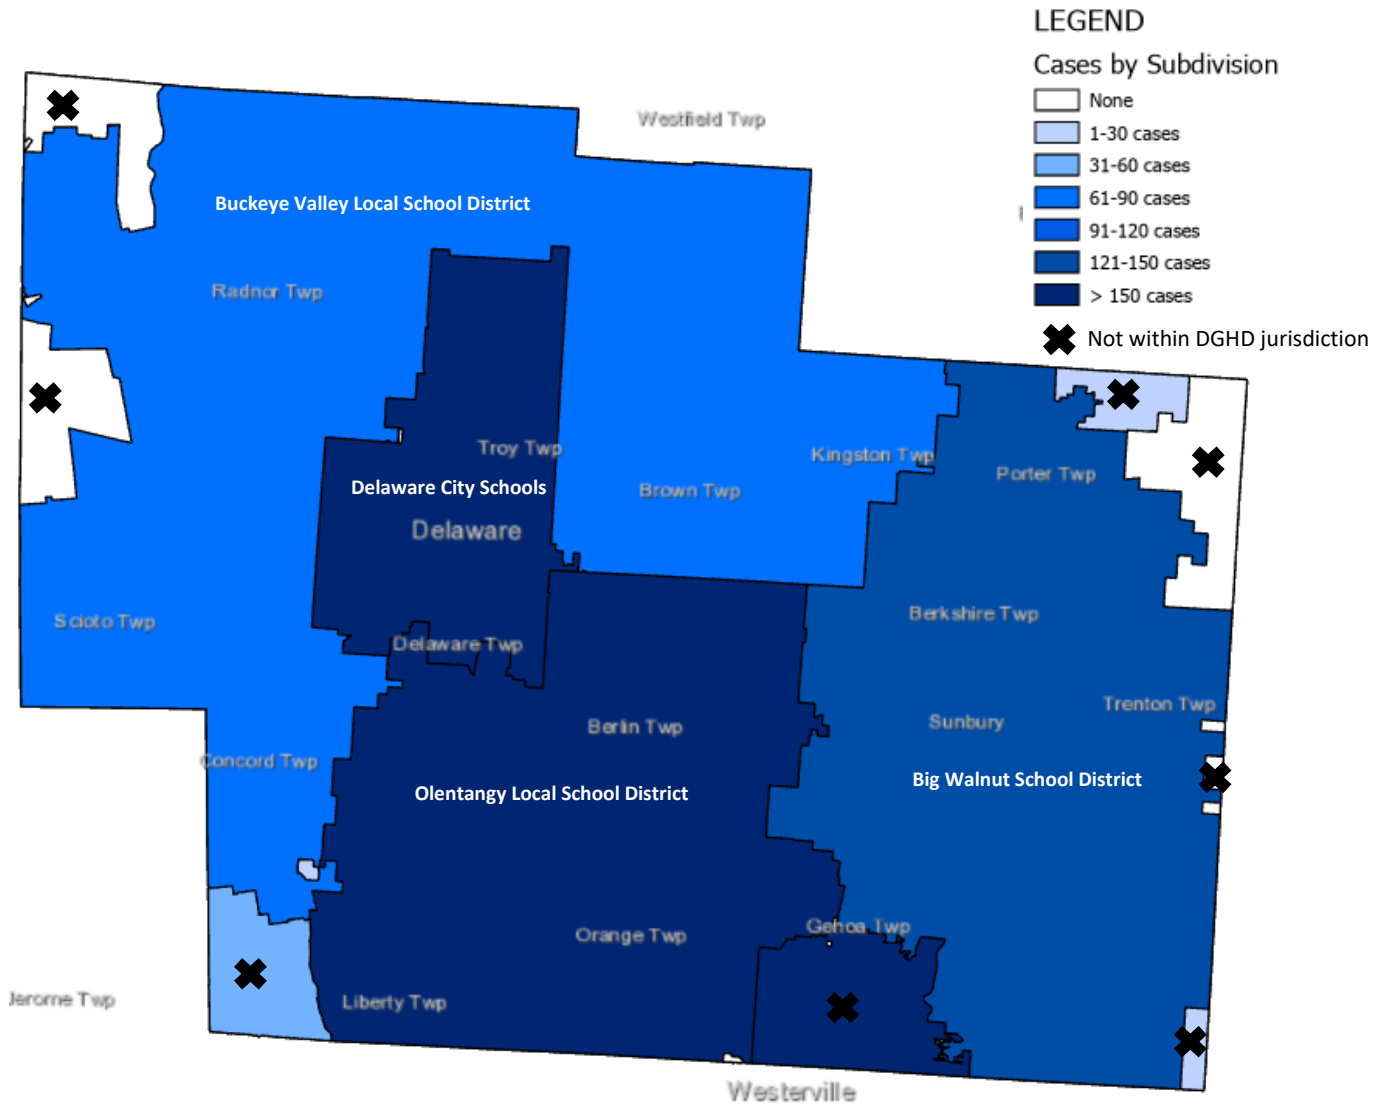 LEGEND
Cases by Subdivision
None
1-30 cases
31-60 cases
61-90 cases
91-120 cases
121-150 cases
> 150 cases
Not within DGHD jurisdiction
Westfield Twp
Buckeye Valley Local School District
Radnor Twp
Troy Twp
Kingston Twp
Porter Twp
Delaware City Schools
Brown Twp
Delaware
Scioto Twp
Berkshire Twp
Delaware Twp
Trenton Twp
Berlin Twp
Sunbury
Concord Twp
Olentangy Local School District
Big Walnut School District
Orange Twp
Gehoa Twp
Jerome Twp
Liberty Twp
Westerville